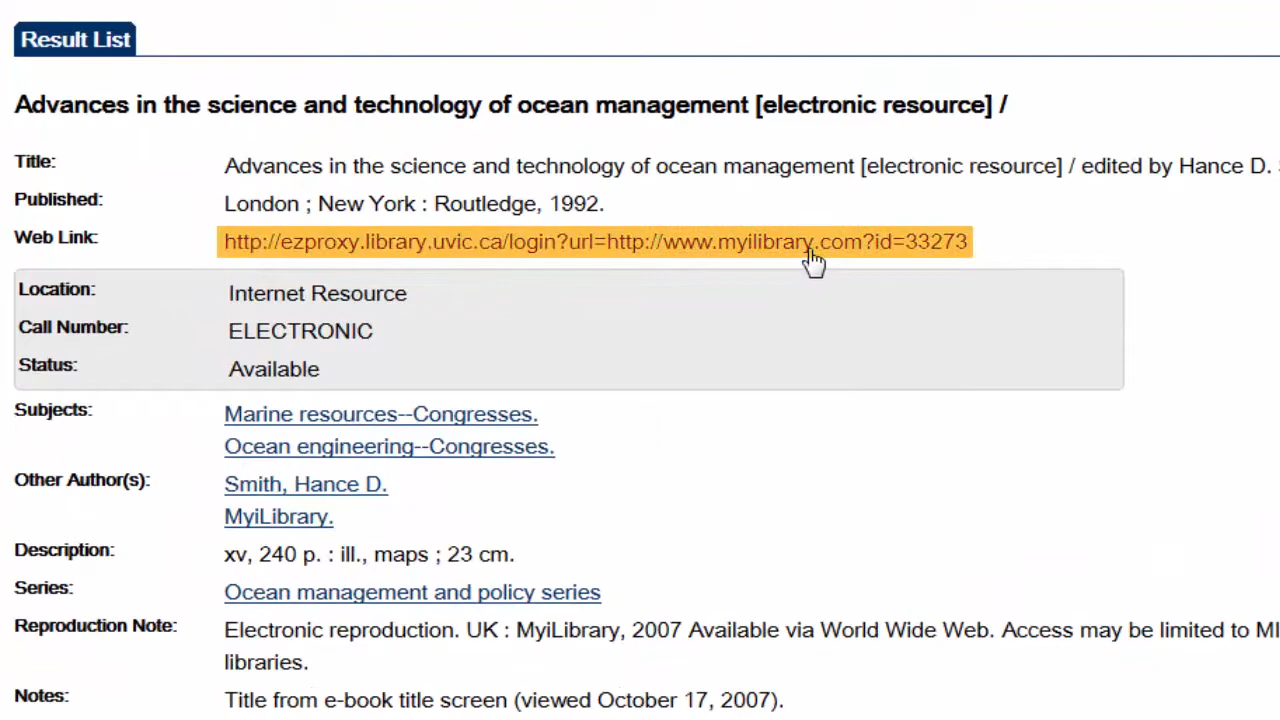 Result List
Advances in the science and technology of ocean management [electronic resource] /
Title: Advances in the science and technology of ocean management [electronic resource] / edited by Hance D.
Published: London ; New York : Routledge, 1992.
Web Link: http://ezproxy.library.uvic.ca/login?url=http://www.myilibrary.com?id=33273
Location: Internet Resource
Call Number: ELECTRONIC
Status: Available
Subjects: Marine resources--Congresses.
Ocean engineering--Congresses.
Other Author(s): Smith, Hance D.
MyiLibrary.
Description: xv, 240 p. : ill., maps ; 23 cm.
Series: Ocean management and policy series
Reproduction Note: Electronic reproduction. UK : MyiLibrary, 2007 Available via World Wide Web. Access may be limited to
libraries.
Notes: Title from e-book title screen (viewed October 17, 2007).